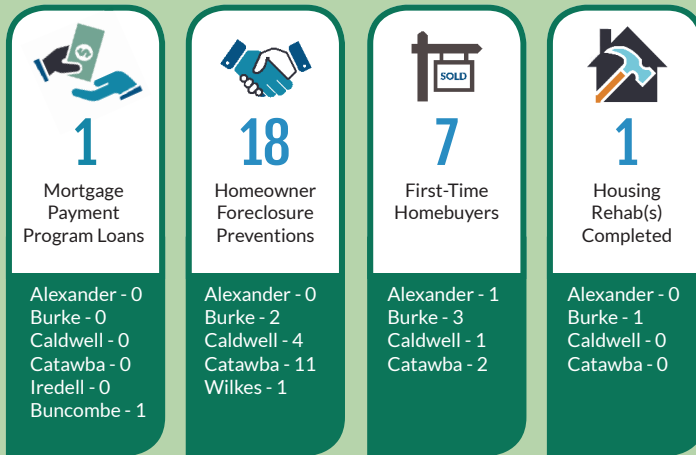 1
Mortgage
Payment
Program Loans
Alexander - 0
Burke - 0
Caldwell - 0
Catawba - 0
Iredell - 0
Buncombe - 1
18
Homeowner
Foreclosure
Preventions
Alexander - 0
Burke - 2
Caldwell - 4
Catawba - 11
Wilkes - 1
SOLD
7
First-Time
Homebuyers
Alexander - 1
Burke - 3
Caldwell - 1
Catawba - 2
1
Housing
Rehab(s)
Completed
Alexander - 0
Burke - 1
Caldwell - 0
Catawba - 0